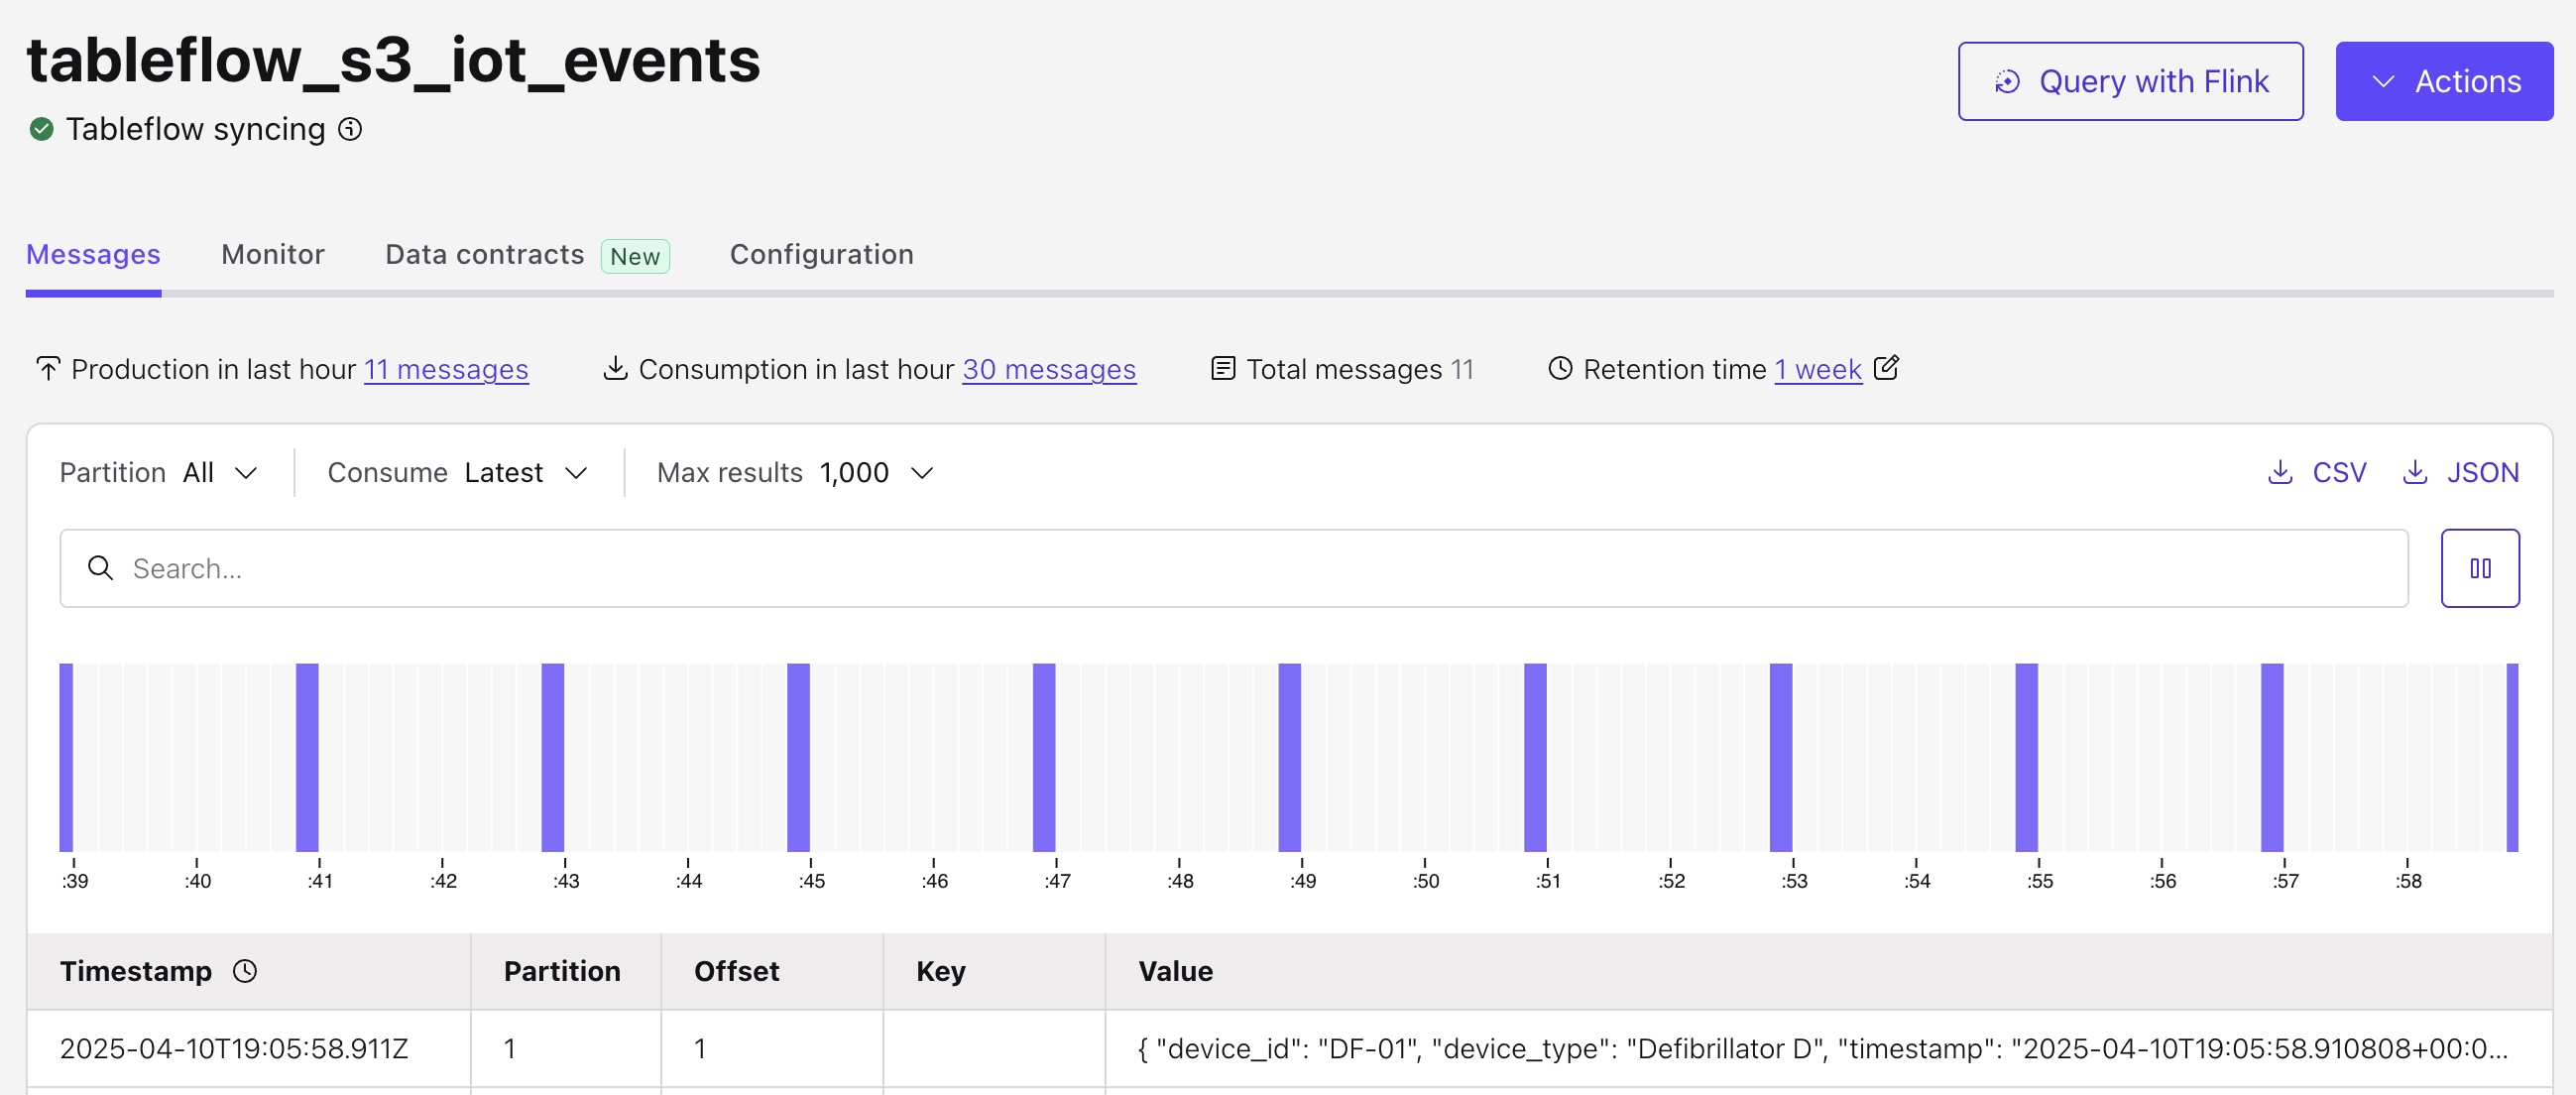 tableflow_s3_iot_events
Query with Flink
Actions
Tableflow syncing
Messages Monitor Data contracts New Configuration
Production in last hour 11 messages Consumption in last hour 30 messages Total messages 11 Retention time 1 week
Partition All Consume Latest Max results 1,000 CSV JSON
Search...
:39 :40 :41 :42 :43 :44 :45 :46 :47 :48 :49 :50 :51 :52 :53 :54 :55 :56 :57 :58
Timestamp Partition Offset Key Value
2025-04-10T19:05:58.911Z 1 1 { "device_id": "DF-01", "device_type": "Defibrillator D", "timestamp": "2025-04-10T19:05:58.910808+00:0...